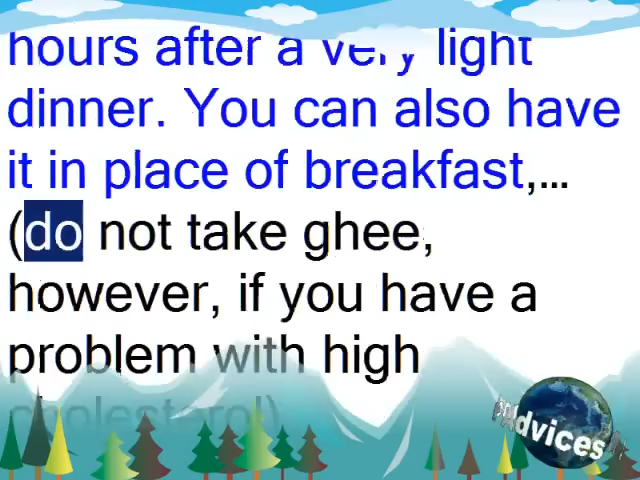 hours after a very light
dinner. You can also have
it in place of breakfast,...
(do not take ghee,
however, if you have a
problem with high
cholesterol)
dvices